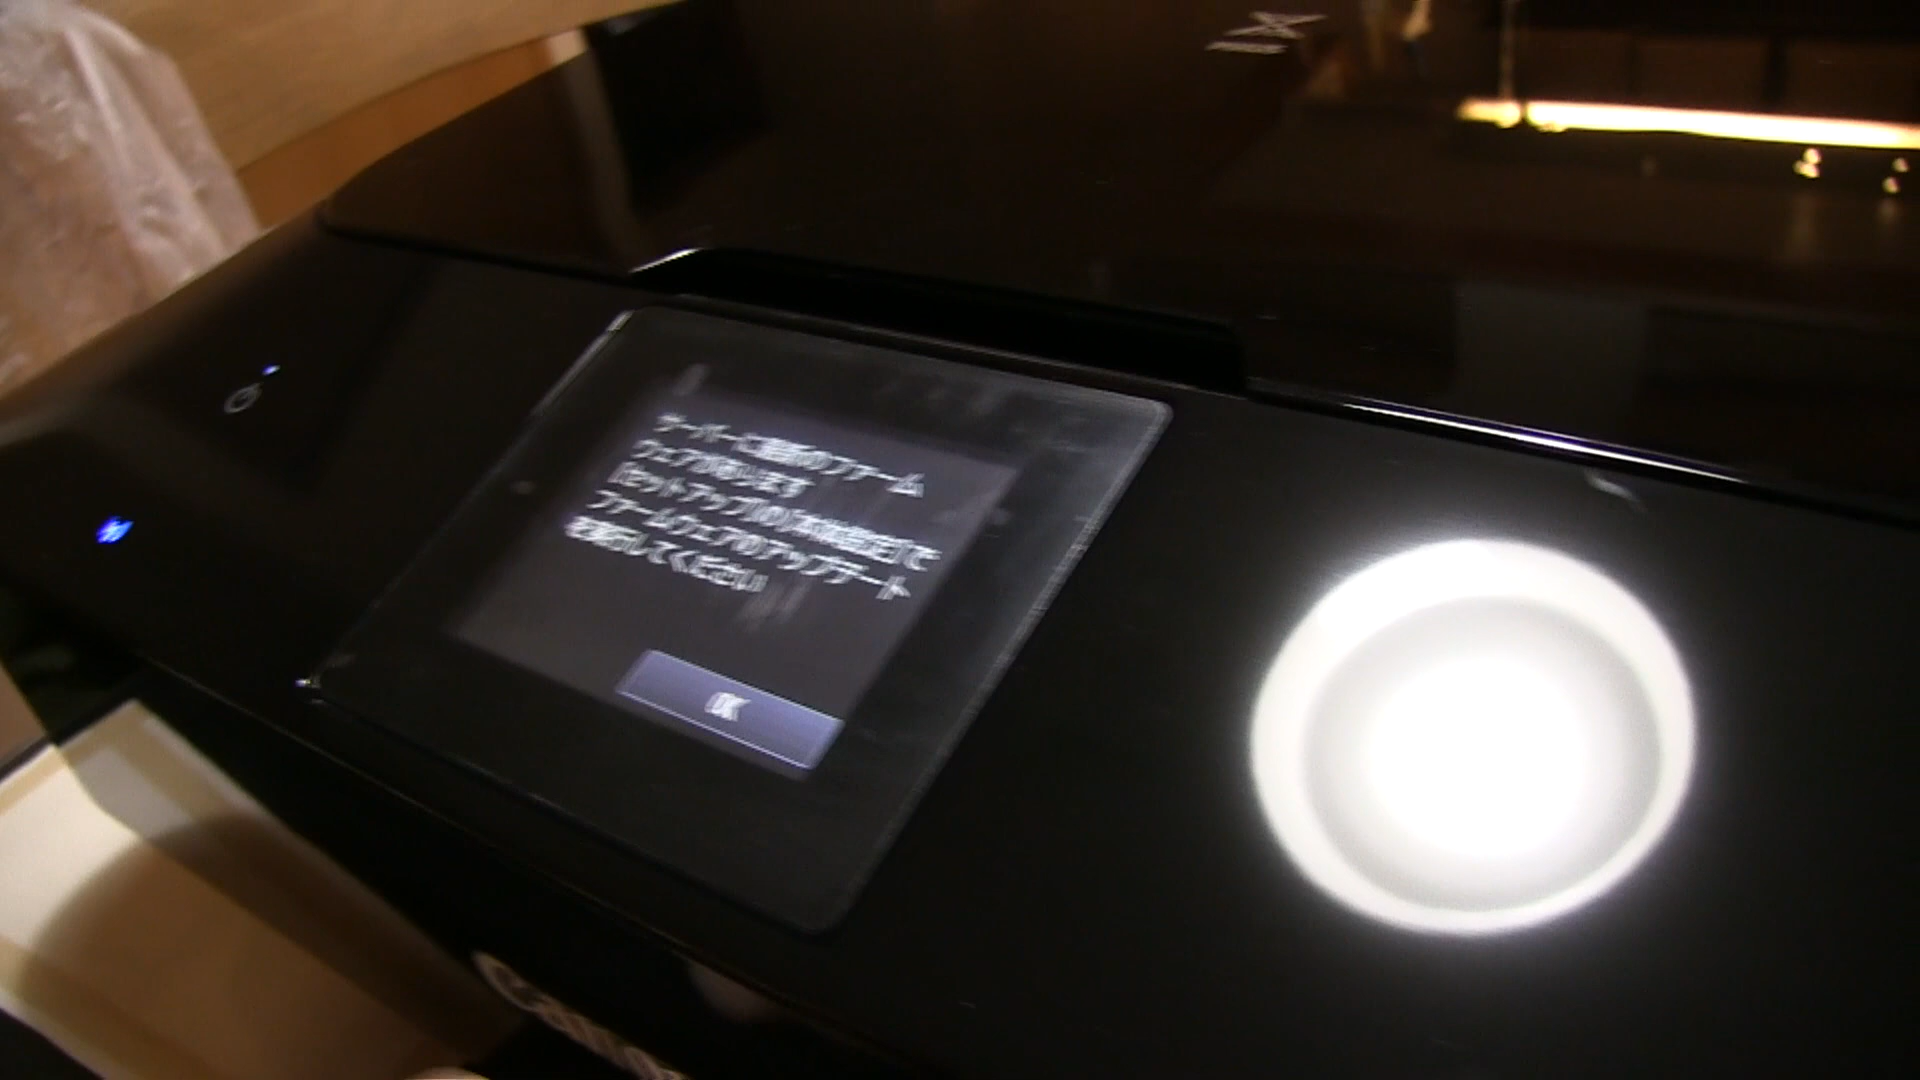 サーバーに最新のファーム
ウェアがあります
「セットアップ」の「本体設定」で
ファームウェアのアップデート
を実行してください
OK
Canon